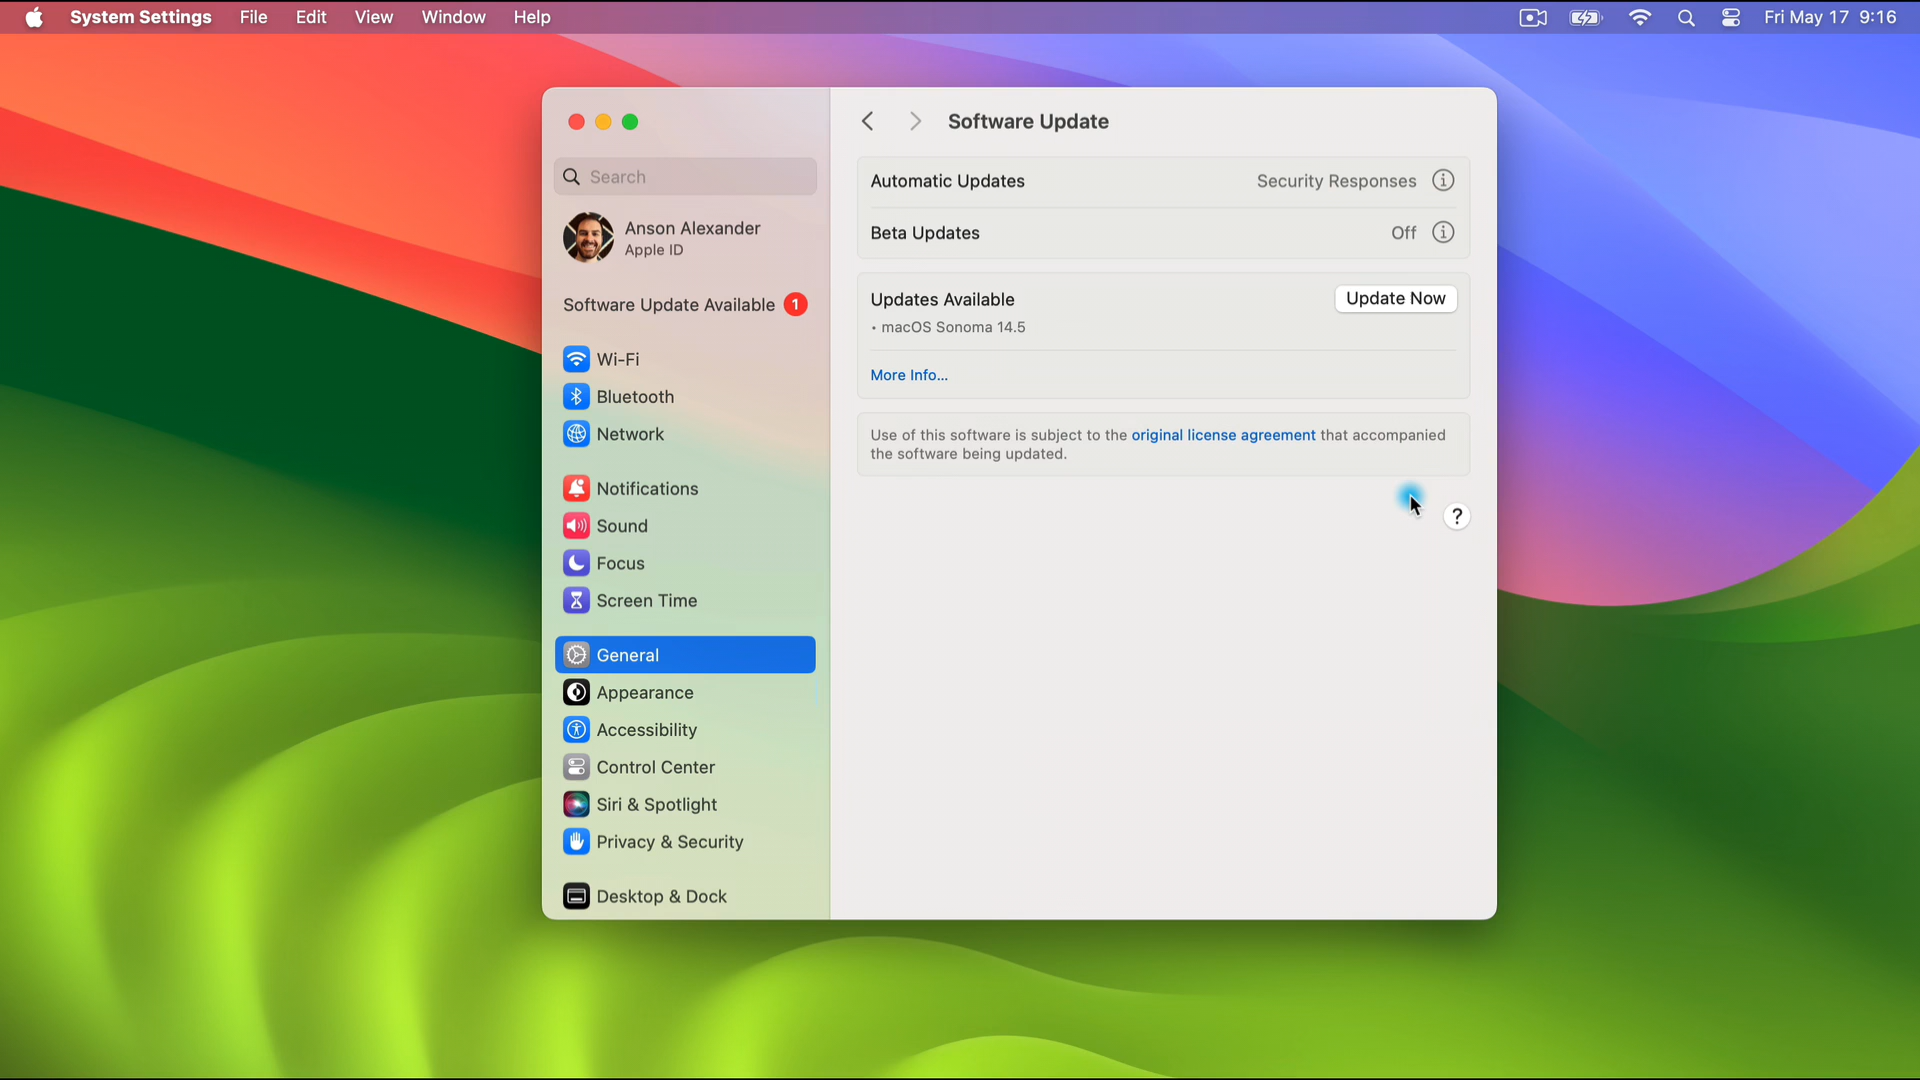 System Settings File Edit View Window Help Fri May 17 9:16
Search
Anson Alexander
Apple ID
Software Update Available 1
Wi-Fi
Bluetooth
Network
Notifications
Sound
Focus
Screen Time
General
Appearance
Accessibility
Control Center
Siri & Spotlight
Privacy & Security
Desktop & Dock
Software Update
Automatic Updates Security Responses
Beta Updates Off
Updates Available Update Now
• macOS Sonoma 14.5
More Info...
Use of this software is subject to the original license agreement that accompanied
the software being updated.
?